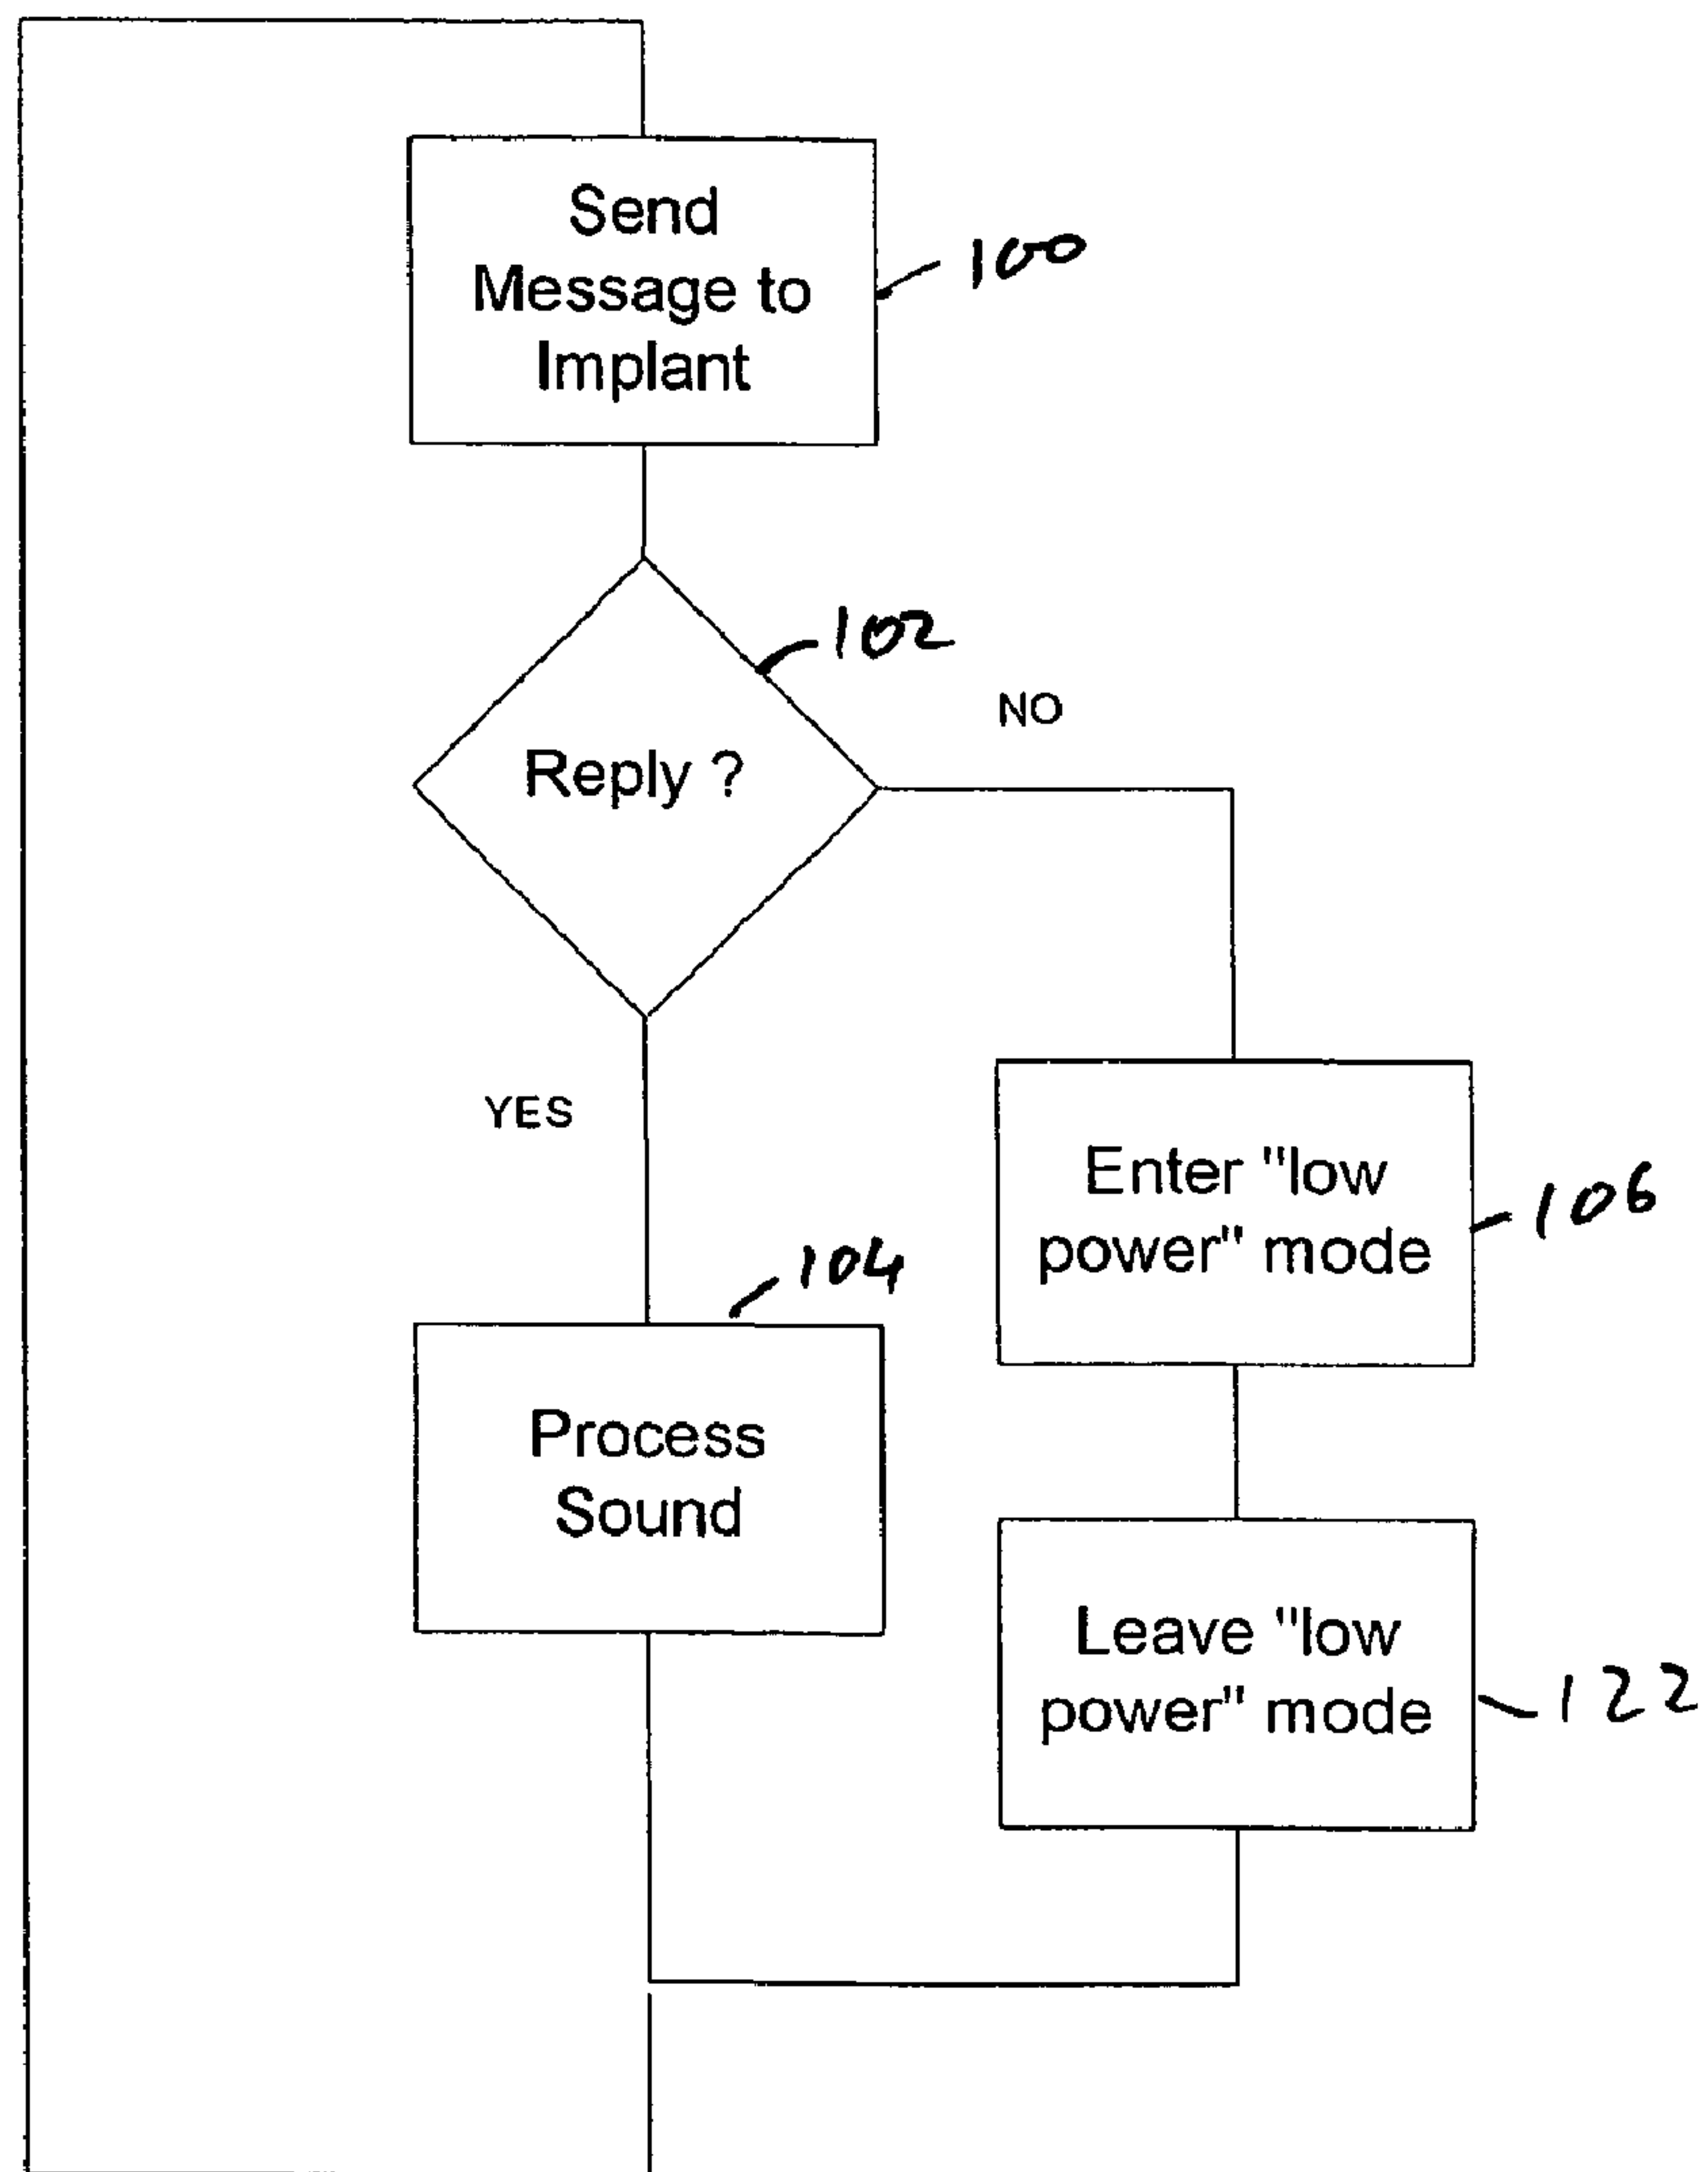 Send
Message to
Implant
100
102
Reply ?
NO
YES
104
Process
Sound
Enter "low
power" mode
106
Leave "low
power" mode
122